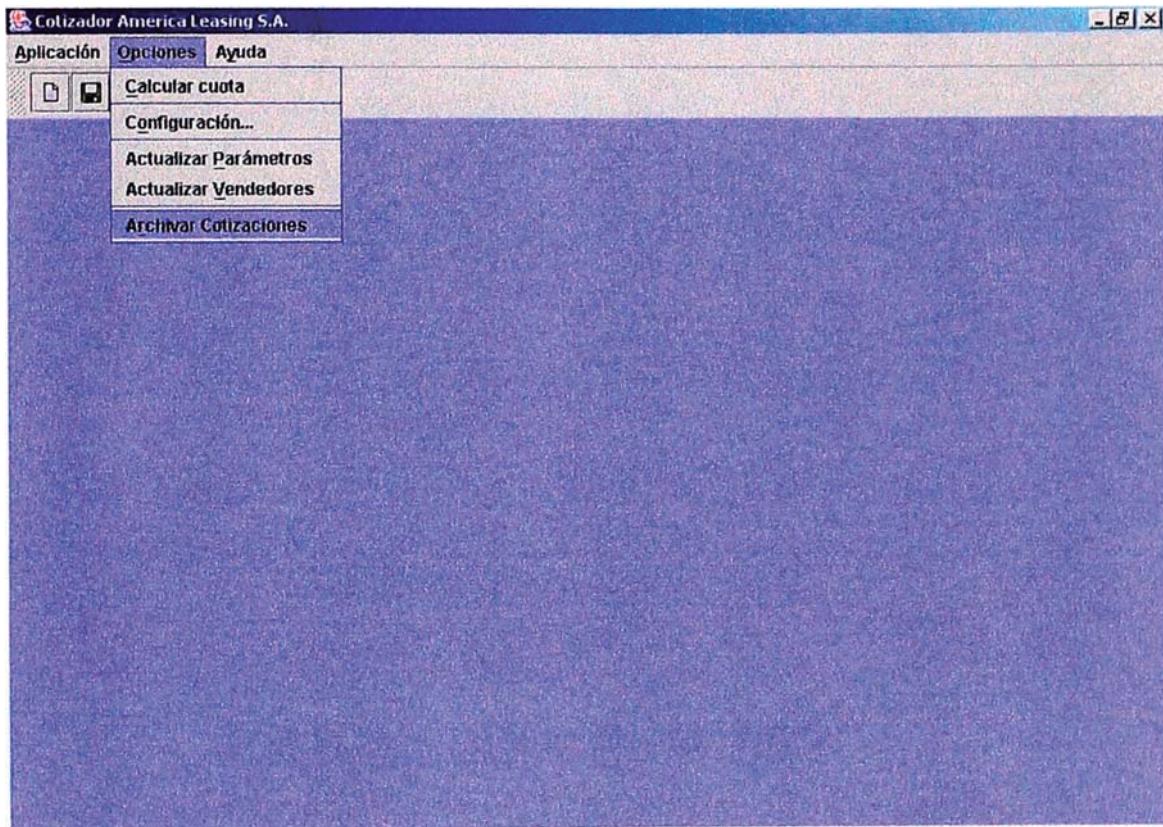 Cotizador America Leasing S.A.
Aplicación Opciones Ayuda
Calcular cuota
Configuración...
Actualizar Parámetros
Actualizar Vendedores
Archivar Cotizaciones